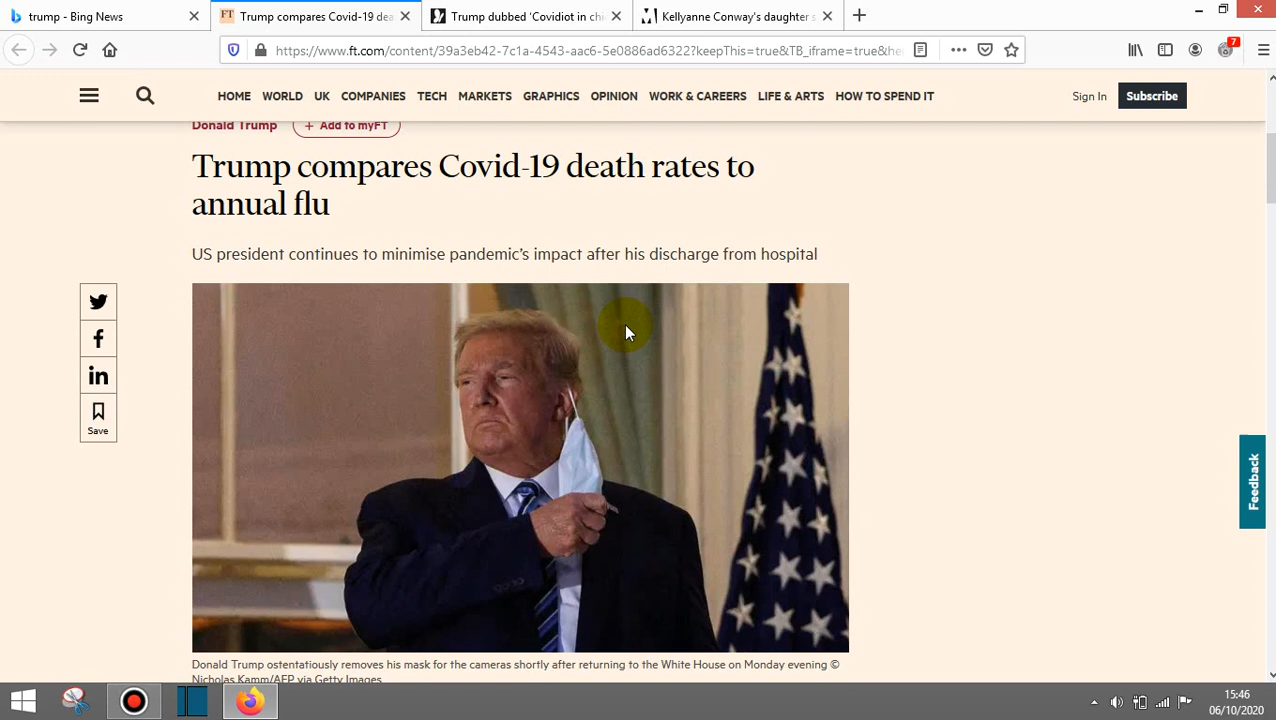 trump - Bing News
FT
Trump compares Covid-19 dea
Trump dubbed 'Covidiot in chi
Kellyanne Conway's daughter s
https://www.ft.com/content/39a3eb42-7c1a-4543-aac6-5e0886ad6322?keepThis=true&TB_iframe=true&he
7
HOME WORLD UK COMPANIES TECH MARKETS GRAPHICS OPINION WORK & CAREERS LIFE & ARTS HOW TO SPEND IT
Sign In
Subscribe
Donald Trump
+ Add to myFT
Trump compares Covid-19 death rates to
annual flu
US president continues to minimise pandemic's impact after his discharge from hospital
Save
Feedback
Donald Trump ostentatiously removes his mask for the cameras shortly after returning to the White House on Monday evening ©
Nicholas Kamm/AFP via Getty Images
15:46
06/10/2020